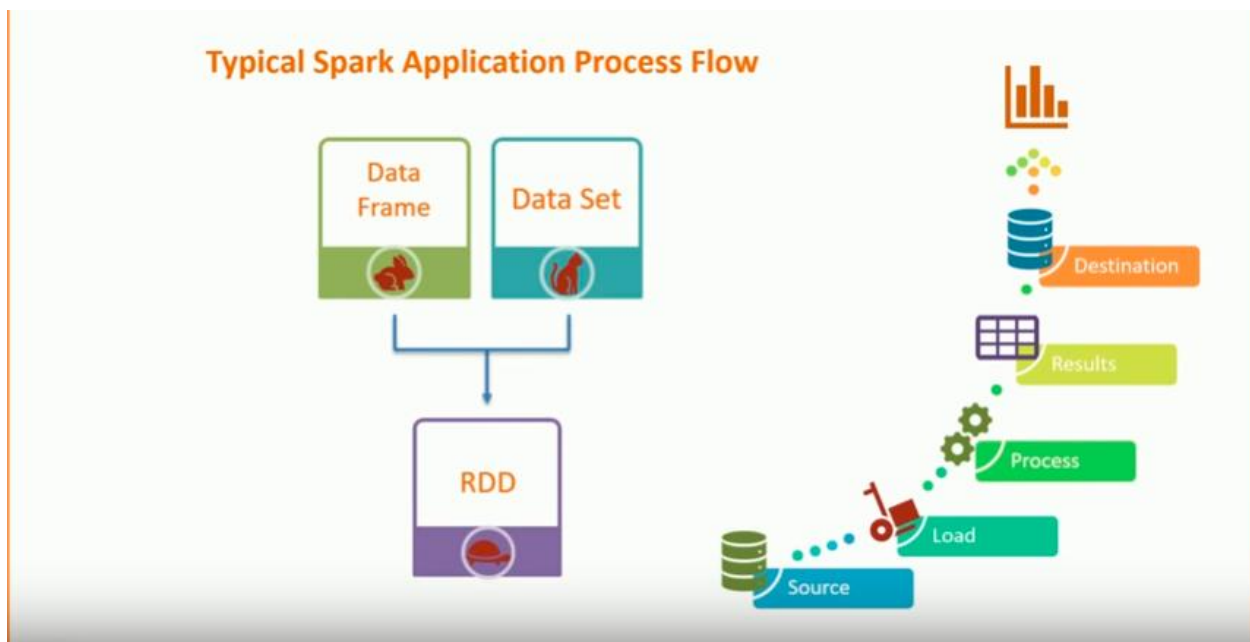 Typical Spark Application Process Flow
Data
Frame
Data Set
RDD
Destination
Results
Process
Load
Source